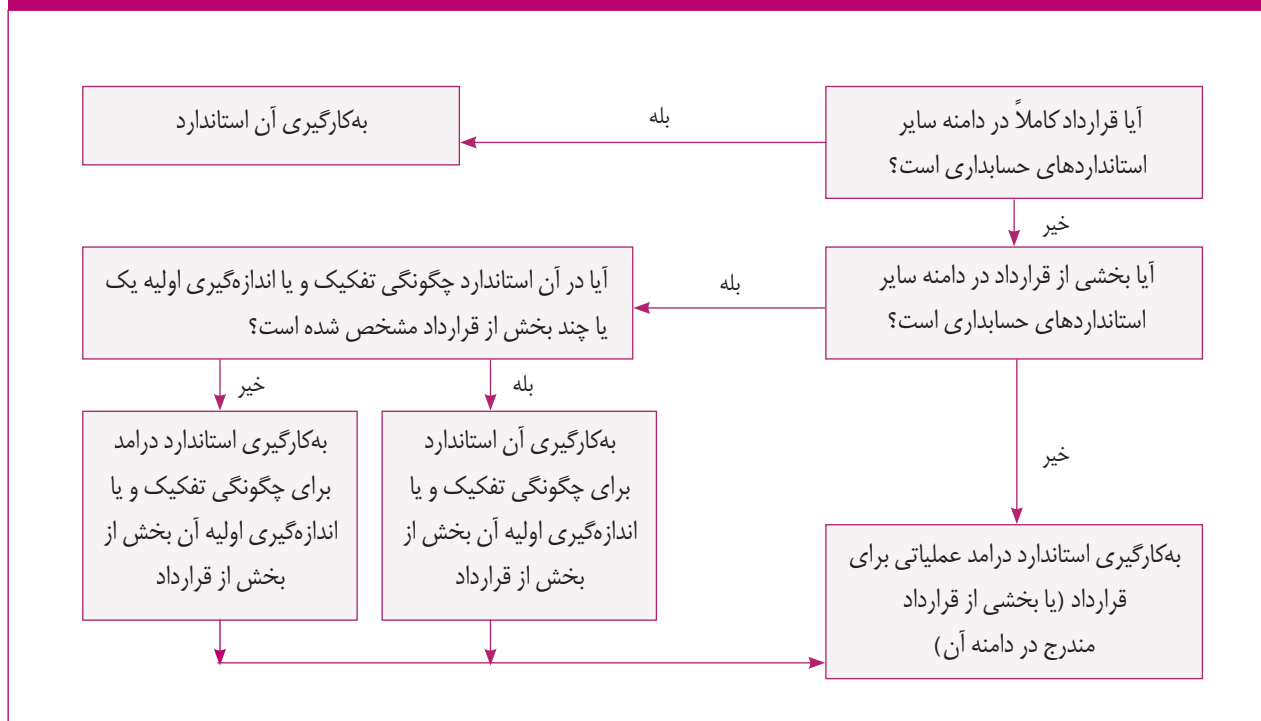 آیا قرارداد کاملاً در دامنه سایر
استانداردهای حسابداری است؟
بله
به‌کارگیری آن استاندارد
خیر
آیا بخشی از قرارداد در دامنه سایر
استانداردهای حسابداری است؟
بله
آیا در آن استاندارد چگونگی تفکیک و یا اندازه‌گیری اولیه یک
یا چند بخش از قرارداد مشخص شده است؟
بله
خیر
به‌کارگیری آن استاندارد
برای چگونگی تفکیک و یا
اندازه‌گیری اولیه آن بخش از
بخش از قرارداد
به‌کارگیری استاندارد درامد
برای چگونگی تفکیک و یا
اندازه‌گیری اولیه آن بخش از
بخش از قرارداد
خیر
به‌کارگیری استاندارد درامد عملیاتی برای
قرارداد (یا بخشی از قرارداد
مندرج در دامنه آن)